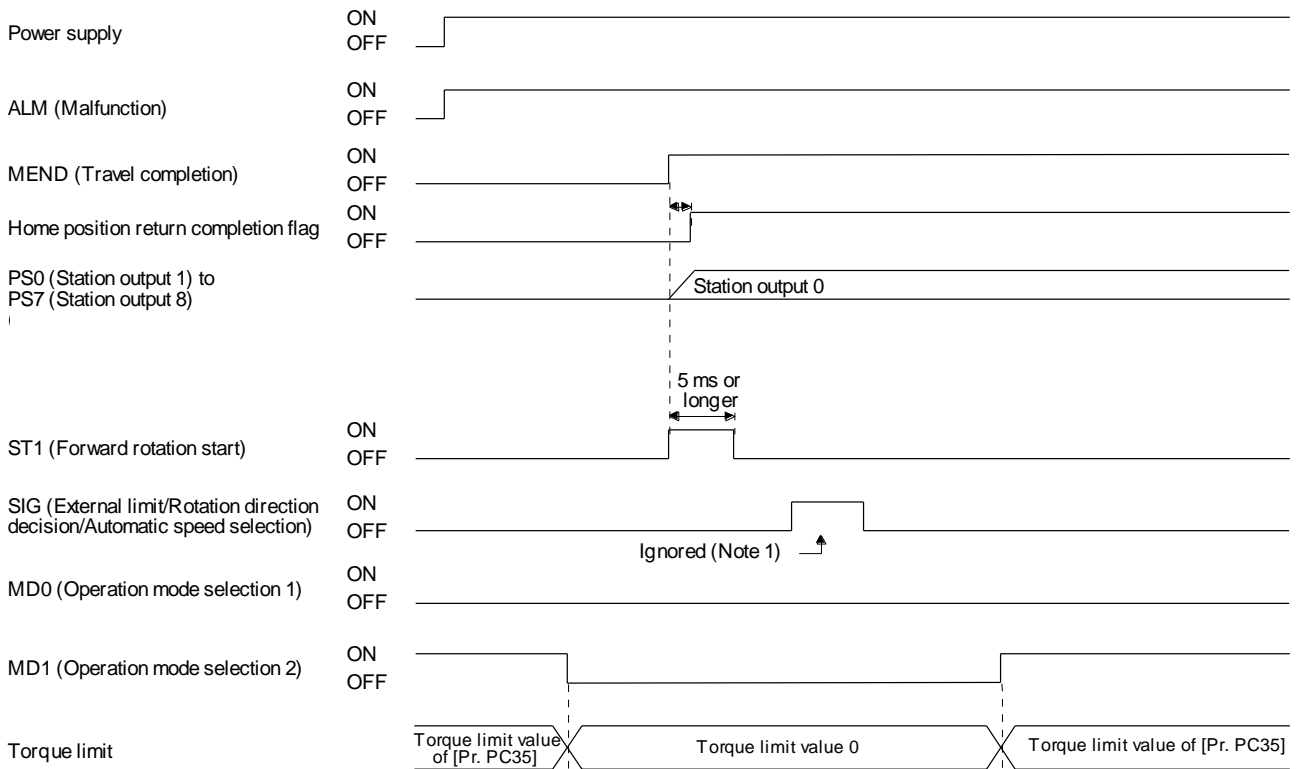 Power supply
ON
OFF
ALM (Malfunction)
ON
OFF
MEND (Travel completion)
ON
OFF
Home position return completion flag
ON
OFF
PS0 (Station output 1) to
PS7 (Station output 8)
(
Station output 0
5 ms or
longer
ST1 (Forward rotation start)
ON
OFF
SIG (External limit/Rotation direction
decision/Automatic speed selection)
ON
OFF
Ignored (Note 1)
MD0 (Operation mode selection 1)
ON
OFF
MD1 (Operation mode selection 2)
ON
OFF
Torque limit
Torque limit value
of [Pr. PC35]
Torque limit value 0
Torque limit value of [Pr. PC35]